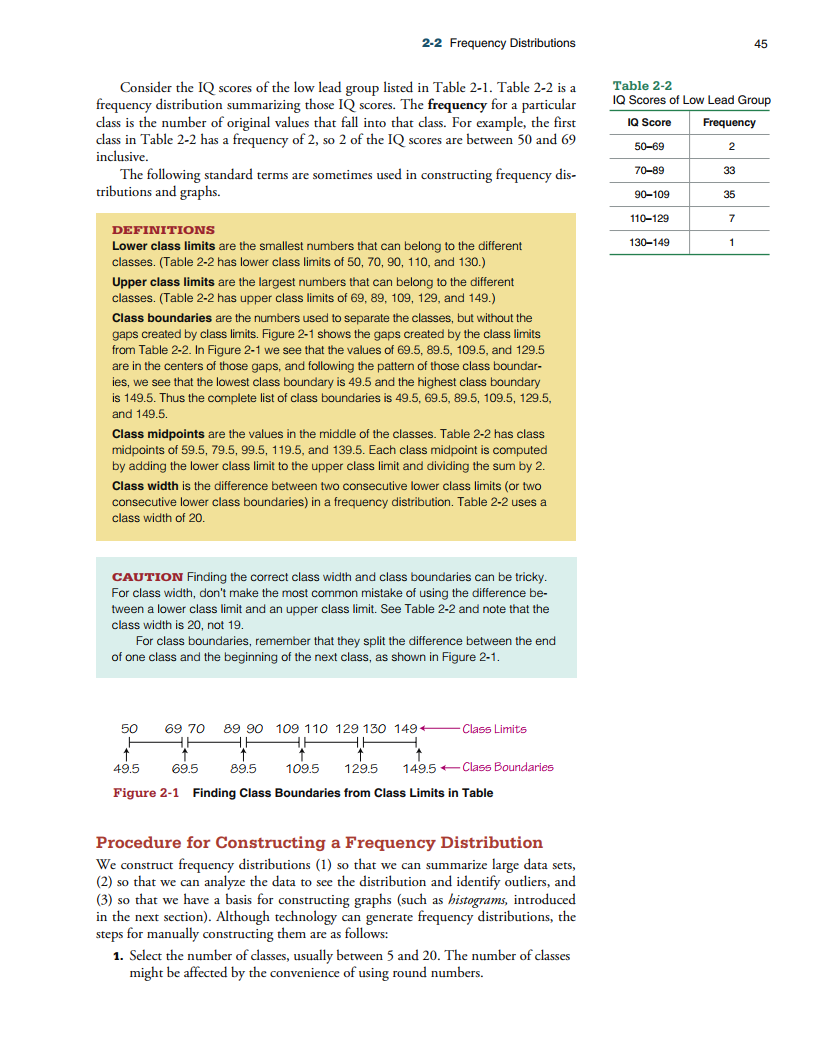 2-2 Frequency Distributions 45
Consider the IQ scores of the low lead group listed in Table 2-1. Table 2-2 is a
frequency distribution summarizing those IQ scores. The frequency for a particular
class is the number of original values that fall into that class. For example, the first
class in Table 2-2 has a frequency of 2, so 2 of the IQ scores are between 50 and 69
inclusive.
The following standard terms are sometimes used in constructing frequency dis-
tributions and graphs.
Table 2-2
IQ Scores of Low Lead Group
IQ Score Frequency
50–69 2
70–89 33
90–109 35
110–129 7
130–149 1
DEFINITIONS
Lower class limits are the smallest numbers that can belong to the different
classes. (Table 2-2 has lower class limits of 50, 70, 90, 110, and 130.)
Upper class limits are the largest numbers that can belong to the different
classes. (Table 2-2 has upper class limits of 69, 89, 109, 129, and 149.)
Class boundaries are the numbers used to separate the classes, but without the
gaps created by class limits. Figure 2-1 shows the gaps created by the class limits
from Table 2-2. In Figure 2-1 we see that the values of 69.5, 89.5, 109.5, and 129.5
are in the centers of those gaps, and following the pattern of those class boundar-
ies, we see that the lowest class boundary is 49.5 and the highest class boundary
is 149.5. Thus the complete list of class boundaries is 49.5, 69.5, 89.5, 109.5, 129.5,
and 149.5.
Class midpoints are the values in the middle of the classes. Table 2-2 has class
midpoints of 59.5, 79.5, 99.5, 119.5, and 139.5. Each class midpoint is computed
by adding the lower class limit to the upper class limit and dividing the sum by 2.
Class width is the difference between two consecutive lower class limits (or two
consecutive lower class boundaries) in a frequency distribution. Table 2-2 uses a
class width of 20.
CAUTION Finding the correct class width and class boundaries can be tricky.
For class width, don't make the most common mistake of using the difference be-
tween a lower class limit and an upper class limit. See Table 2-2 and note that the
class width is 20, not 19.
For class boundaries, remember that they split the difference between the end
of one class and the beginning of the next class, as shown in Figure 2-1.
50 69 70 89 90 109 110 129 130 149 Class Limits
49.5 69.5 89.5 109.5 129.5 149.5 Class Boundaries
Figure 2-1 Finding Class Boundaries from Class Limits in Table
Procedure for Constructing a Frequency Distribution
We construct frequency distributions (1) so that we can summarize large data sets,
(2) so that we can analyze the data to see the distribution and identify outliers, and
(3) so that we have a basis for constructing graphs (such as histograms, introduced
in the next section). Although technology can generate frequency distributions, the
steps for manually constructing them are as follows:
1. Select the number of classes, usually between 5 and 20. The number of classes
might be affected by the convenience of using round numbers.